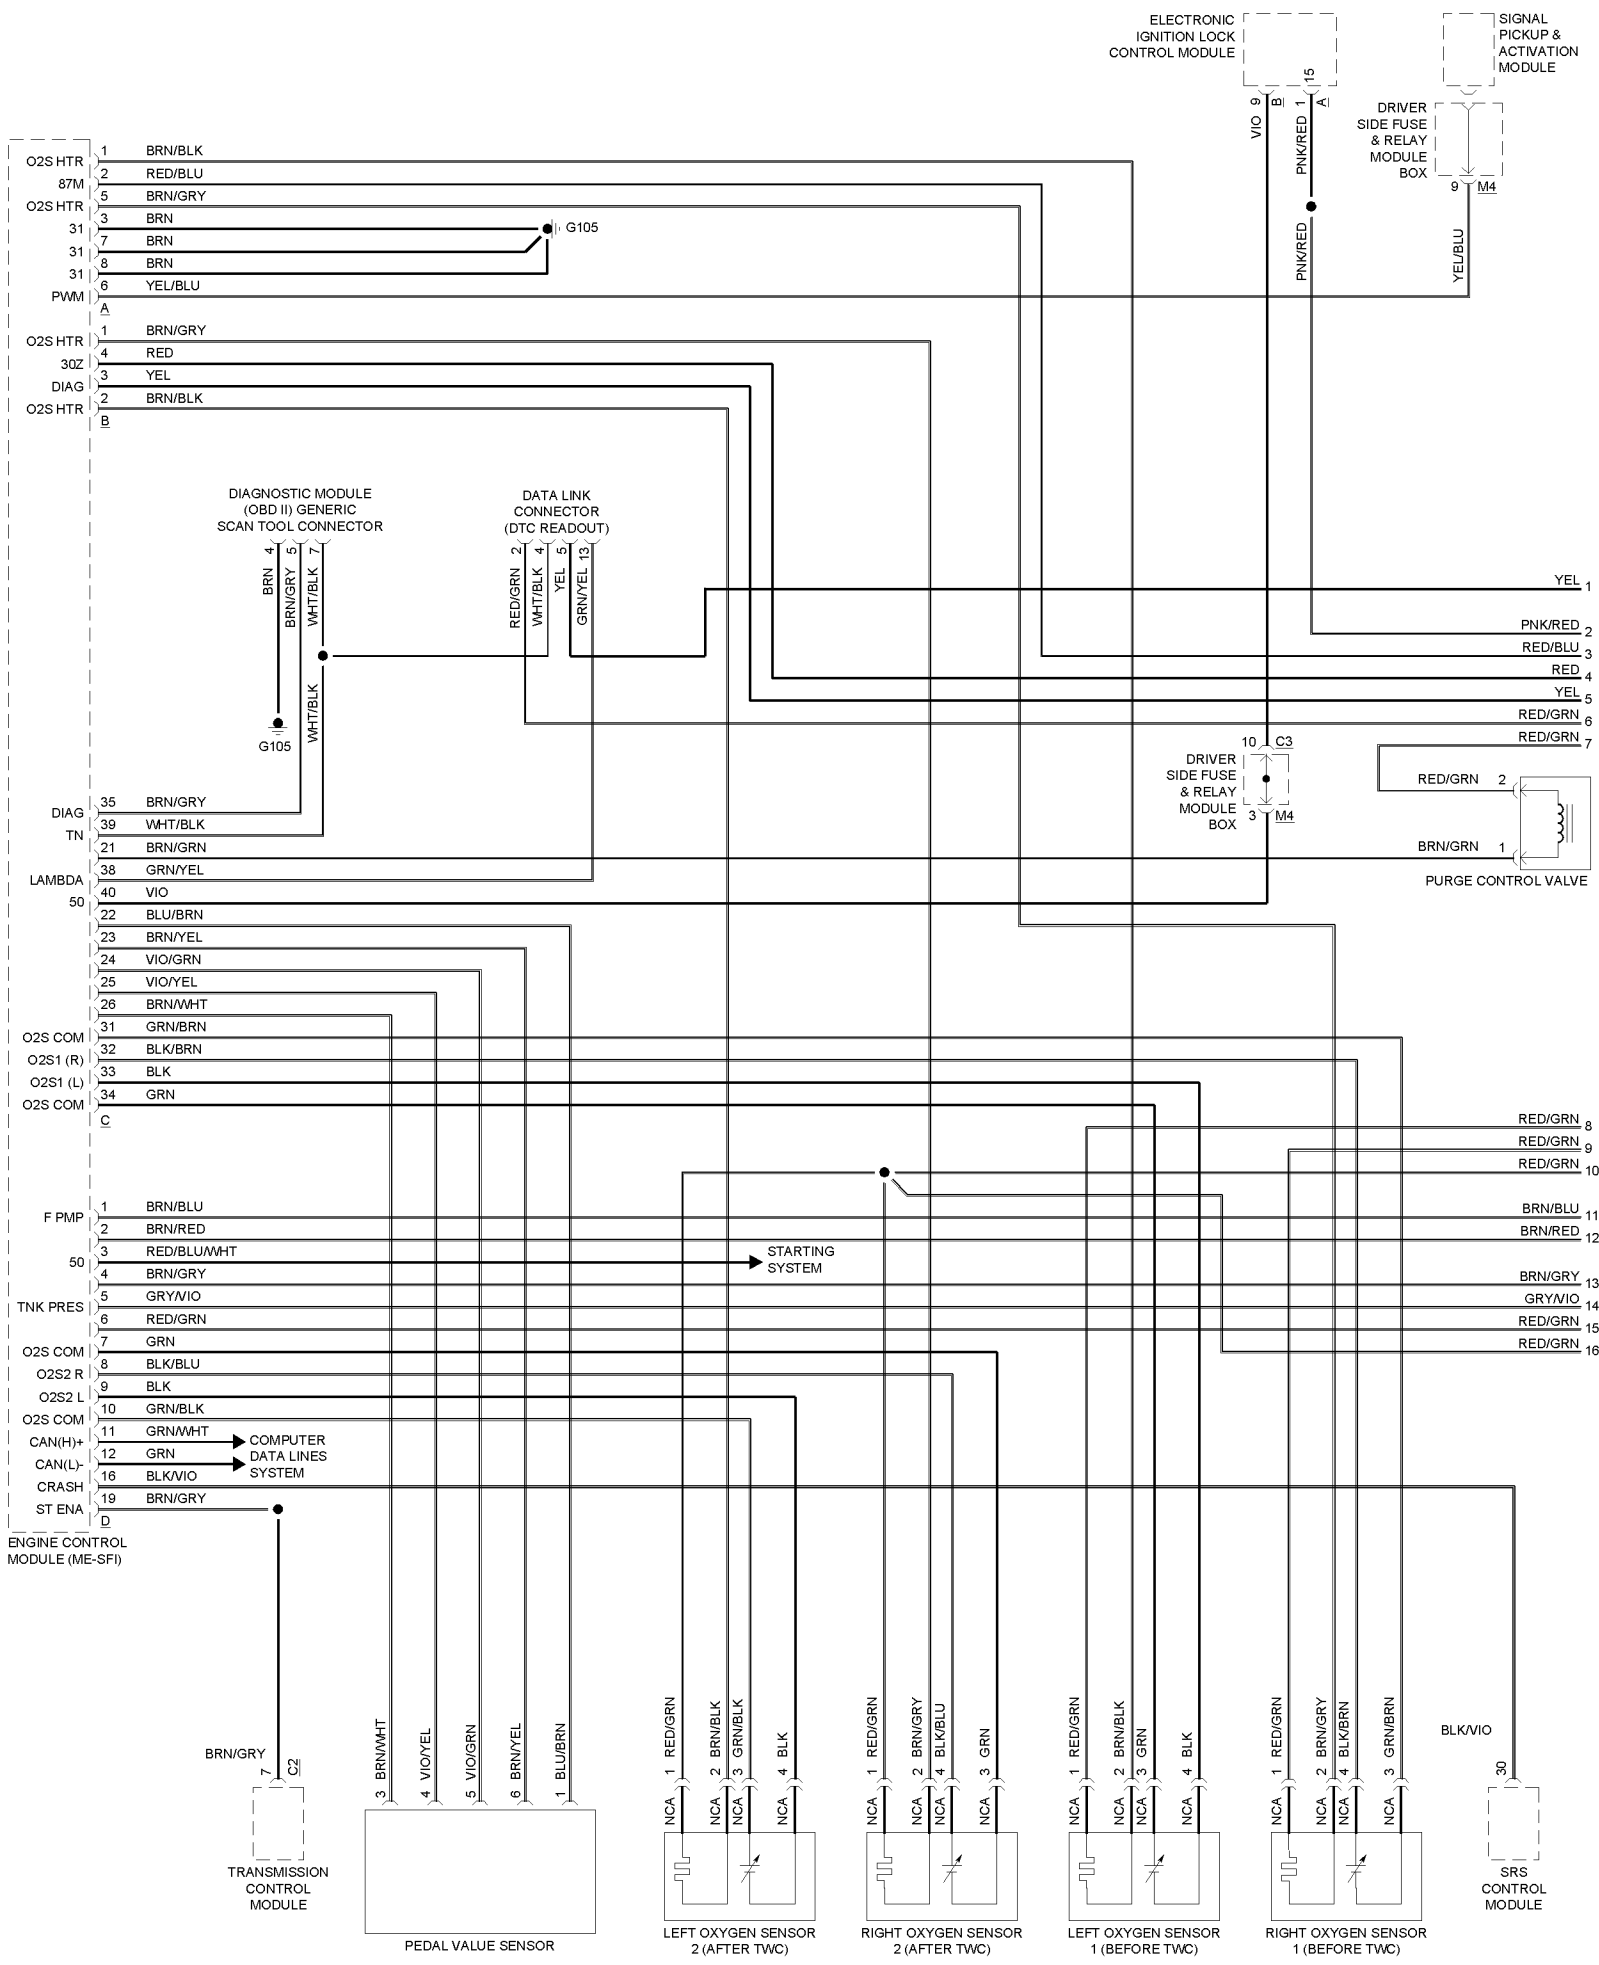 ELECTRONIC
IGNITION LOCK
CONTROL MODULE
15
9
B
1
A
VIO
PNK/RED
PNK/RED
SIGNAL
PICKUP &
ACTIVATION
MODULE
DRIVER
SIDE FUSE
& RELAY
MODULE
BOX
9 M4
YEL/BLU
O2S HTR 1 BRN/BLK
87M 2 RED/BLU
O2S HTR 5 BRN/GRY
31 3 BRN
G105
31 7 BRN
31 8 BRN
PWM 6 YEL/BLU
A
O2S HTR 1 BRN/GRY
30Z 4 RED
DIAG 3 YEL
O2S HTR 2 BRN/BLK
B
DIAGNOSTIC MODULE
(OBD II) GENERIC
SCAN TOOL CONNECTOR
4 5 7
BRN
BRN/GRY
WHT/BLK
WHT/BLK
G105
DATA LINK
CONNECTOR
(DTC READOUT)
2 4 5 13
RED/GRN
WHT/BLK
YEL
GRN/YEL
YEL 1
PNK/RED 2
RED/BLU 3
RED 4
YEL 5
RED/GRN 6
RED/GRN 7
10 C3
DRIVER
SIDE FUSE
& RELAY
MODULE
BOX
3 M4
RED/GRN 2
BRN/GRN 1
PURGE CONTROL VALVE
DIAG 35 BRN/GRY
TN 39 WHT/BLK
21 BRN/GRN
LAMBDA 38 GRN/YEL
50 40 VIO
22 BLU/BRN
23 BRN/YEL
24 VIO/GRN
25 VIO/YEL
26 BRN/WHT
O2S COM 31 GRN/BRN
O2S1 (R) 32 BLK/BRN
O2S1 (L) 33 BLK
O2S COM 34 GRN
C
RED/GRN 8
RED/GRN 9
RED/GRN 10
F PMP 1 BRN/BLU
BRN/BLU 11
2 BRN/RED
BRN/RED 12
50 3 RED/BLU/WHT
STARTING
SYSTEM
4 BRN/GRY
BRN/GRY 13
TNK PRES 5 GRY/VIO
GRY/VIO 14
6 RED/GRN
RED/GRN 15
O2S COM 7 GRN
RED/GRN 16
O2S2 R 8 BLK/BLU
O2S2 L 9 BLK
O2S COM 10 GRN/BLK
CAN(H)+ 11 GRN/WHT
CAN(L)- 12 GRN
COMPUTER
DATA LINES
SYSTEM
CRASH 16 BLK/VIO
ST ENA 19 BRN/GRY
D
ENGINE CONTROL
MODULE (ME-SFI)
BRN/GRY
7 C2
TRANSMISSION
CONTROL
MODULE
BRN/WHT
VIO/YEL
VIO/GRN
BRN/YEL
BLU/BRN
3 4 5 6 1
PEDAL VALUE SENSOR
RED/GRN
BRN/BLK
GRN/BLK
BLK
1 2 3 4
NCA NCA NCA NCA
LEFT OXYGEN SENSOR
2 (AFTER TWC)
RED/GRN
BRN/GRY
BLK/BLU
GRN
1 2 4 3
NCA NCA NCA NCA
RIGHT OXYGEN SENSOR
2 (AFTER TWC)
RED/GRN
BRN/BLK
GRN
BLK
1 2 3 4
NCA NCA NCA NCA
LEFT OXYGEN SENSOR
1 (BEFORE TWC)
RED/GRN
BRN/GRY
BLK/BRN
GRN/BRN
1 2 4 3
NCA NCA NCA NCA
RIGHT OXYGEN SENSOR
1 (BEFORE TWC)
BLK/VIO
30
SRS
CONTROL
MODULE